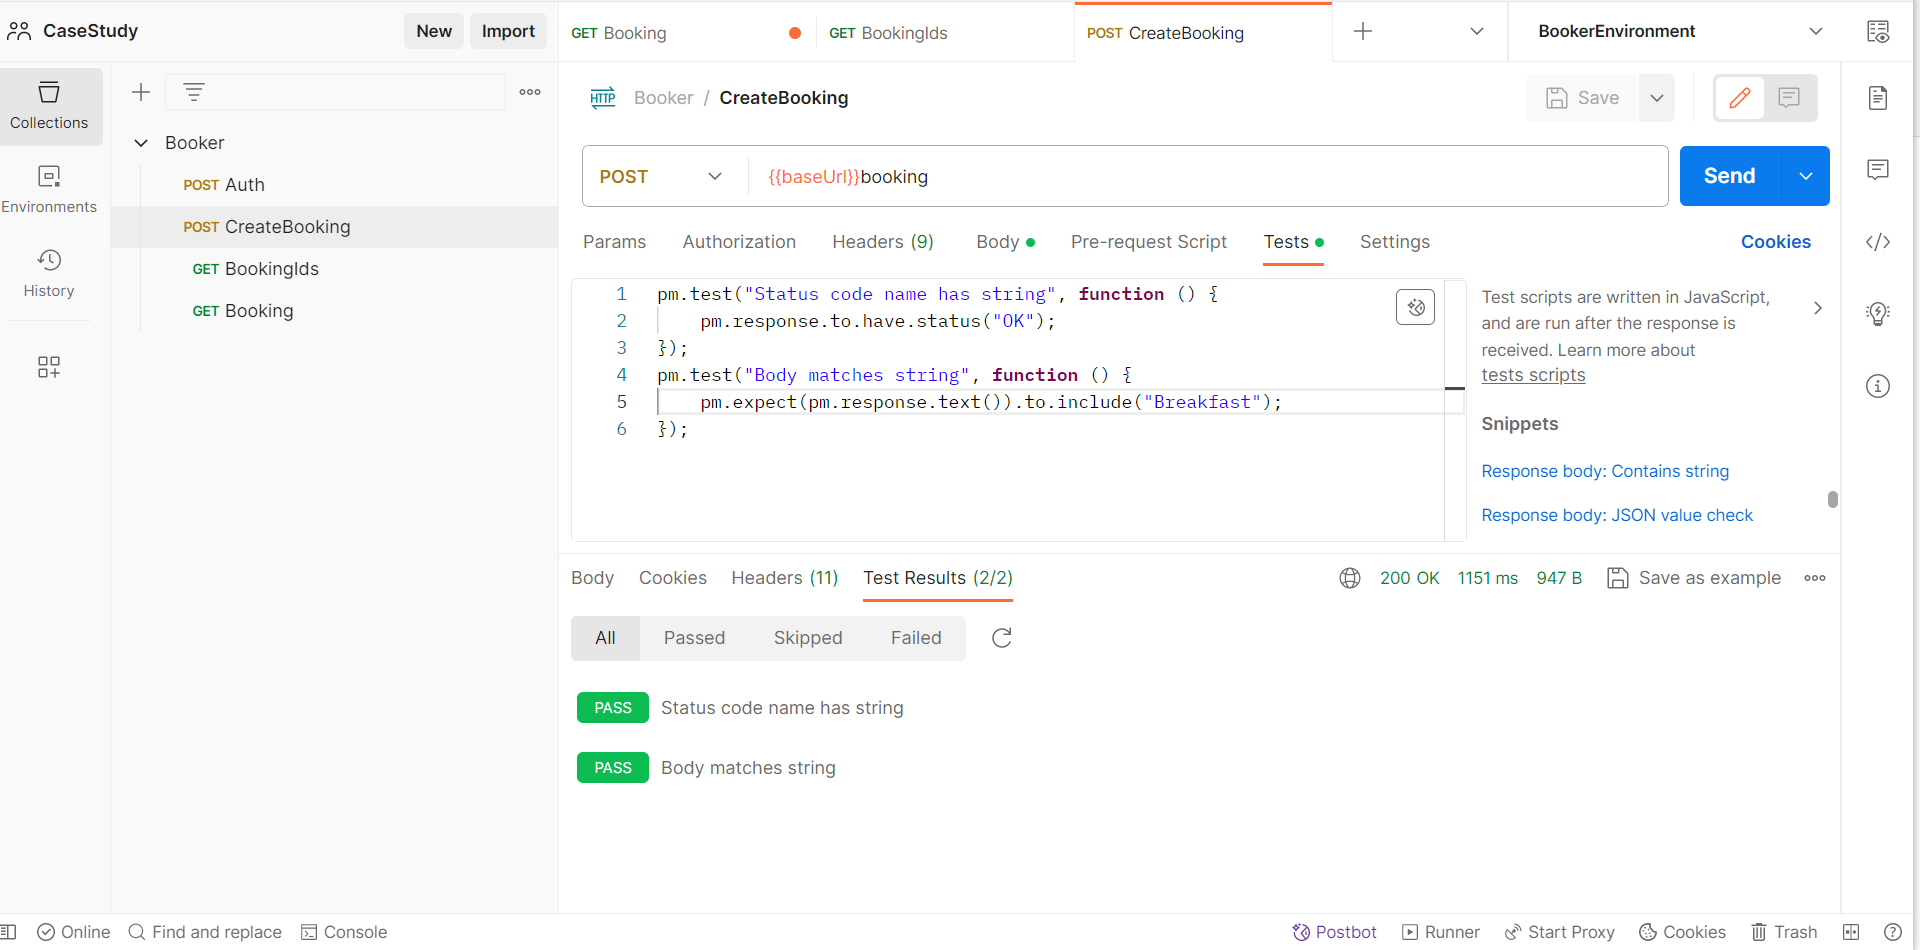 CaseStudy
New
Import
GET Booking
GET BookingIds
POST CreateBooking
BookerEnvironment
Collections
Environments
History
Booker
POST Auth
POST CreateBooking
GET BookingIds
GET Booking
HTTP
Booker / CreateBooking
Save
POST
{{baseUrl}}booking
Send
Params
Authorization
Headers (9)
Body
Pre-request Script
Tests
Settings
Cookies
1 pm.test("Status code name has string", function () {
2 pm.response.to.have.status("OK");
3 });
4 pm.test("Body matches string", function () {
5 pm.expect(pm.response.text()).to.include("Breakfast");
6 });
Test scripts are written in JavaScript,
and are run after the response is
received. Learn more about
tests scripts
Snippets
Response body: Contains string
Response body: JSON value check
Body
Cookies
Headers (11)
Test Results (2/2)
200 OK
1151 ms
947 B
Save as example
All
Passed
Skipped
Failed
PASS Status code name has string
PASS Body matches string
Online
Find and replace
Console
Postbot
Runner
Start Proxy
Cookies
Trash